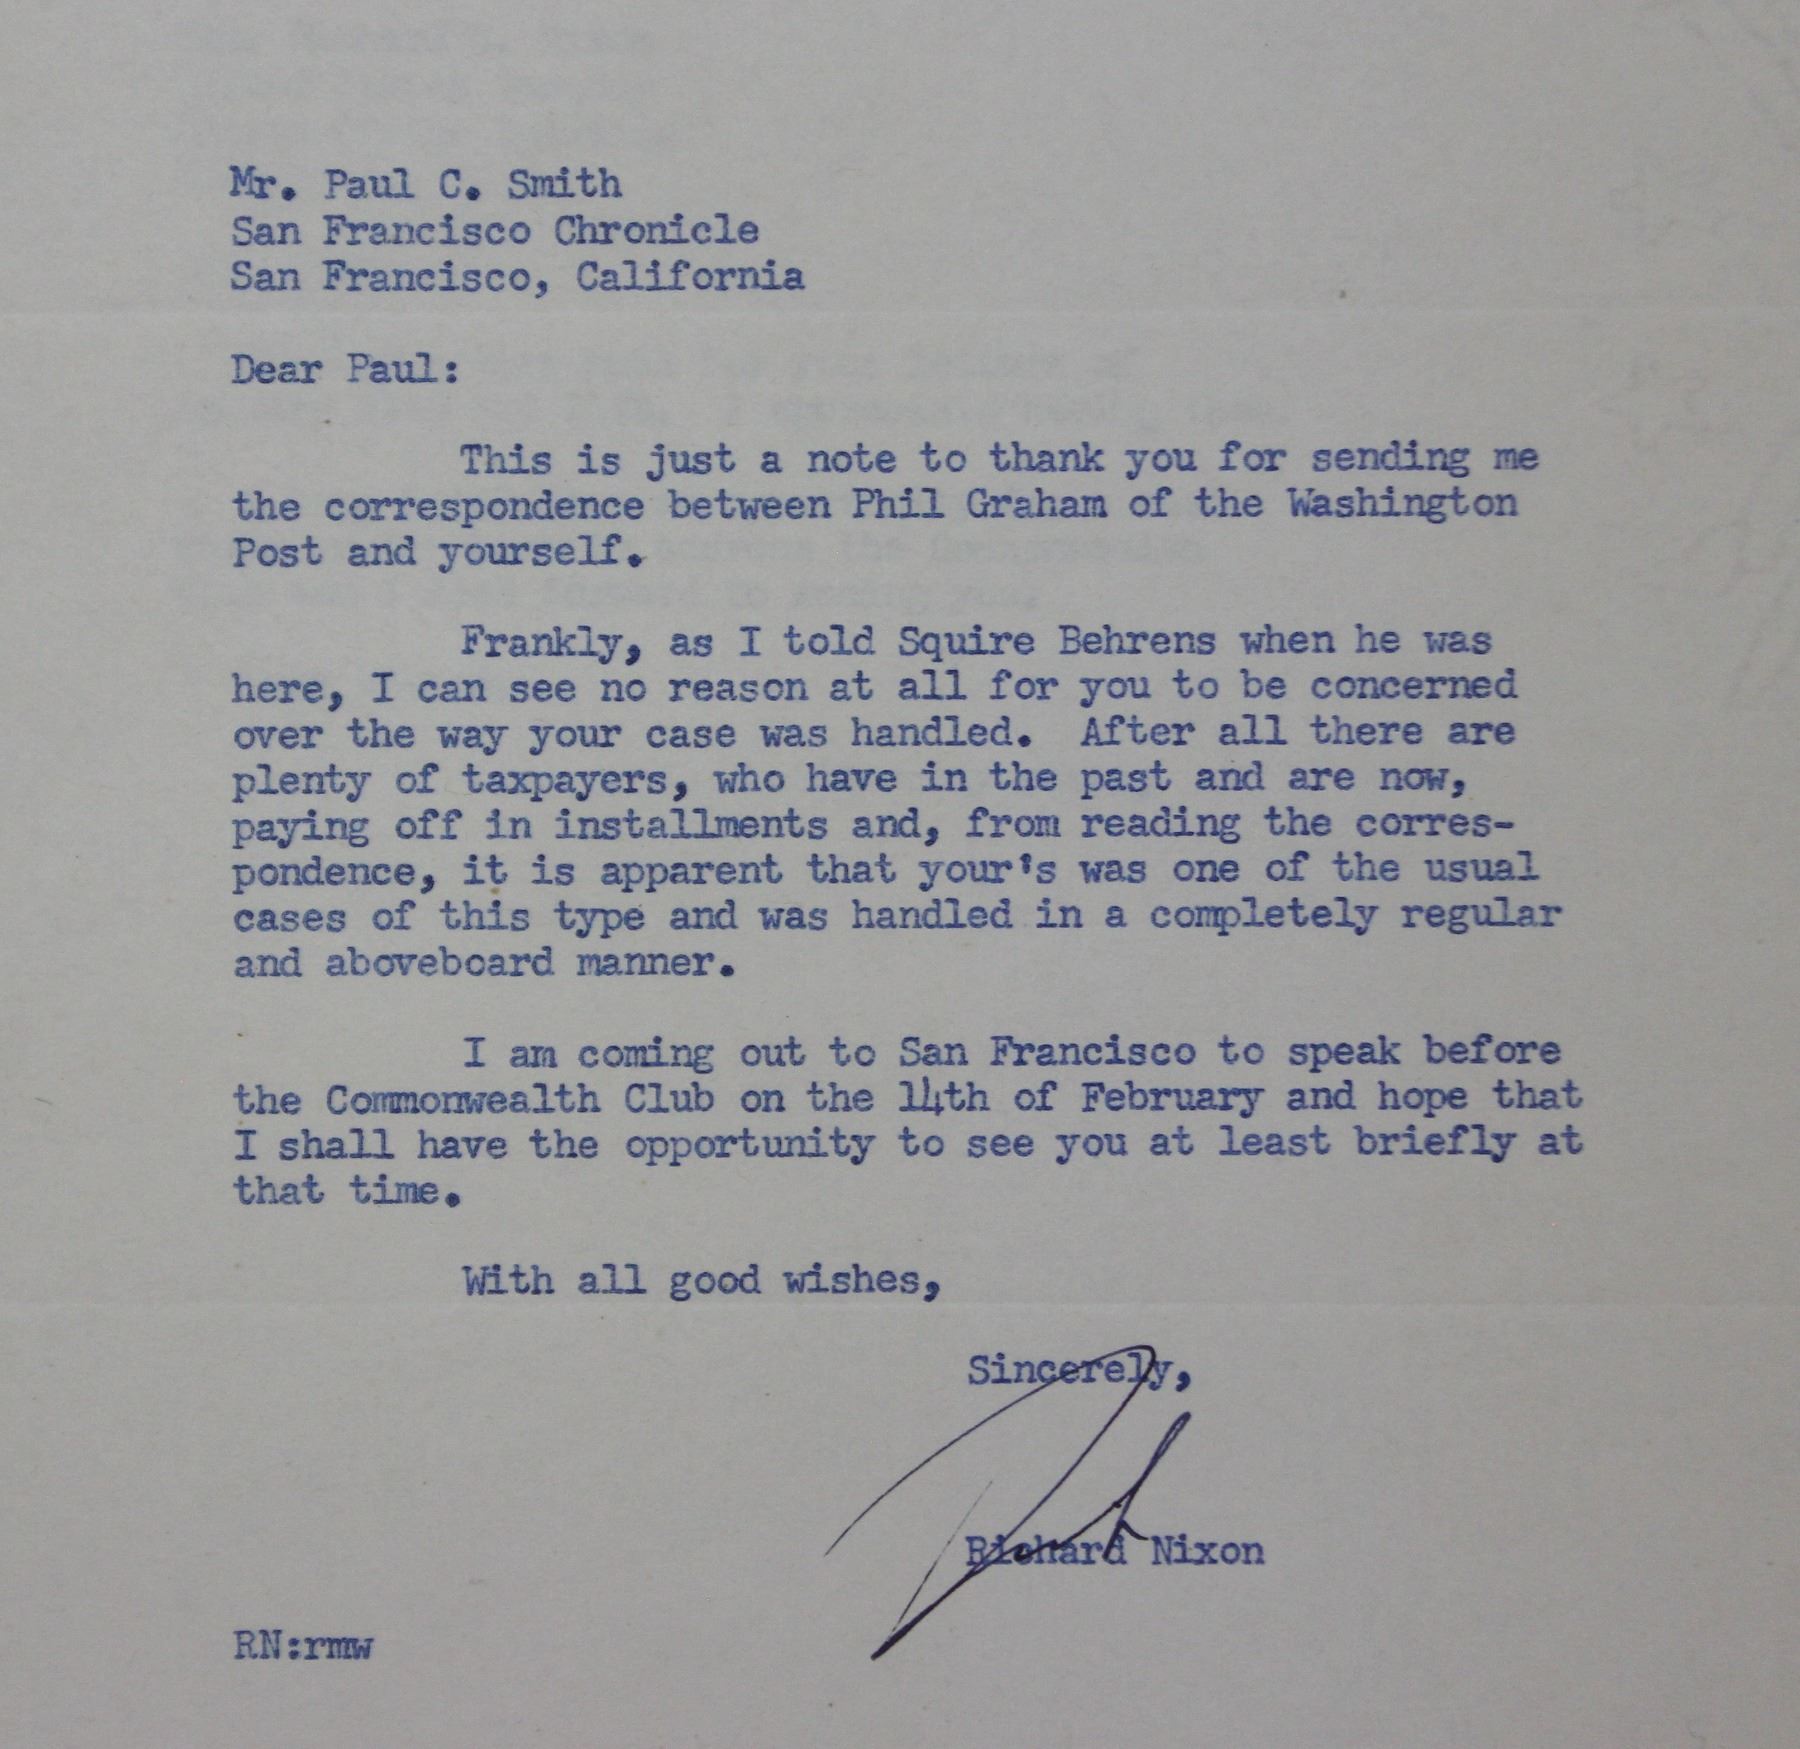 Mr. Paul C. Smith
San Francisco Chronicle
San Francisco, California
Dear Paul:
This is just a note to thank you for sending me
the correspondence between Phil Graham of the Washington
Post and yourself.
Frankly, as I told Squire Behrens when he was
here, I can see no reason at all for you to be concerned
over the way your case was handled. After all there are
plenty of taxpayers, who have in the past and are now,
paying off in installments and, from reading the corres-
pondence, it is apparent that your's was one of the usual
cases of this type and was handled in a completely regular
and aboveboard manner.
I am coming out to San Francisco to speak before
the Commonwealth Club on the 14th of February and hope that
I shall have the opportunity to see you at least briefly at
that time.
With all good wishes,
Sincerely,
Richard Nixon
RN:rmw